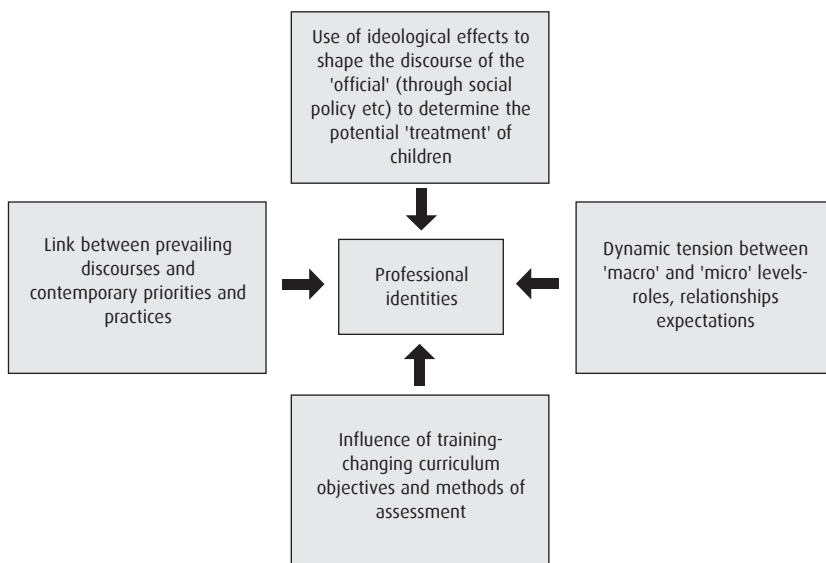 Use of ideological effects to
shape the discourse of the
'official' (through social
policy etc) to determine the
potential 'treatment' of
children
Link between prevailing
discourses and
contemporary priorities and
practices
Professional
identities
Dynamic tension between
'macro' and 'micro' levels-
roles, relationships
expectations
Influence of training-
changing curriculum
objectives and methods of
assessment